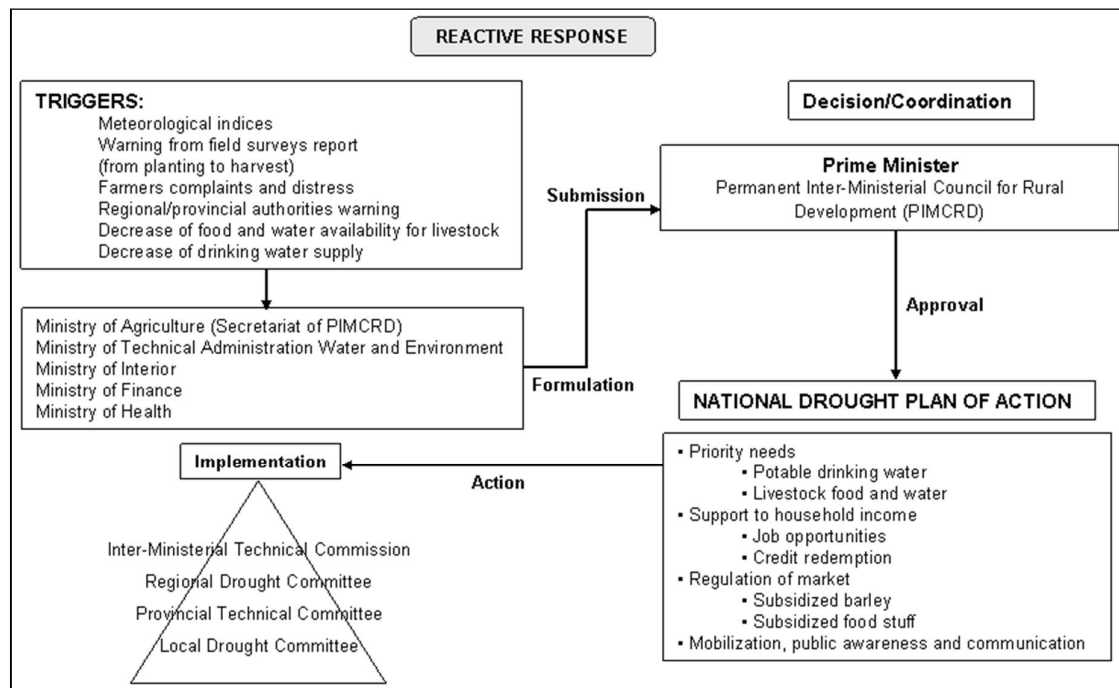 REACTIVE RESPONSE
TRIGGERS:
Meteorological indices
Warning from field surveys report
(from planting to harvest)
Farmers complaints and distress
Regional/provincial authorities warning
Decrease of food and water availability for livestock
Decrease of drinking water supply
Ministry of Agriculture (Secretariat of PIMCRD)
Ministry of Technical Administration Water and Environment
Ministry of Interior
Ministry of Finance
Ministry of Health
Formulation
Submission
Decision/Coordination
Prime Minister
Permanent Inter-Ministerial Council for Rural
Development (PIMCRD)
Approval
NATIONAL DROUGHT PLAN OF ACTION
▪ Priority needs
▪ Potable drinking water
▪ Livestock food and water
▪ Support to household income
▪ Job opportunities
▪ Credit redemption
▪ Regulation of market
▪ Subsidized barley
▪ Subsidized food stuff
▪ Mobilization, public awareness and communication
Action
Implementation
Inter-Ministerial Technical Commission
Regional Drought Committee
Provincial Technical Committee
Local Drought Committee